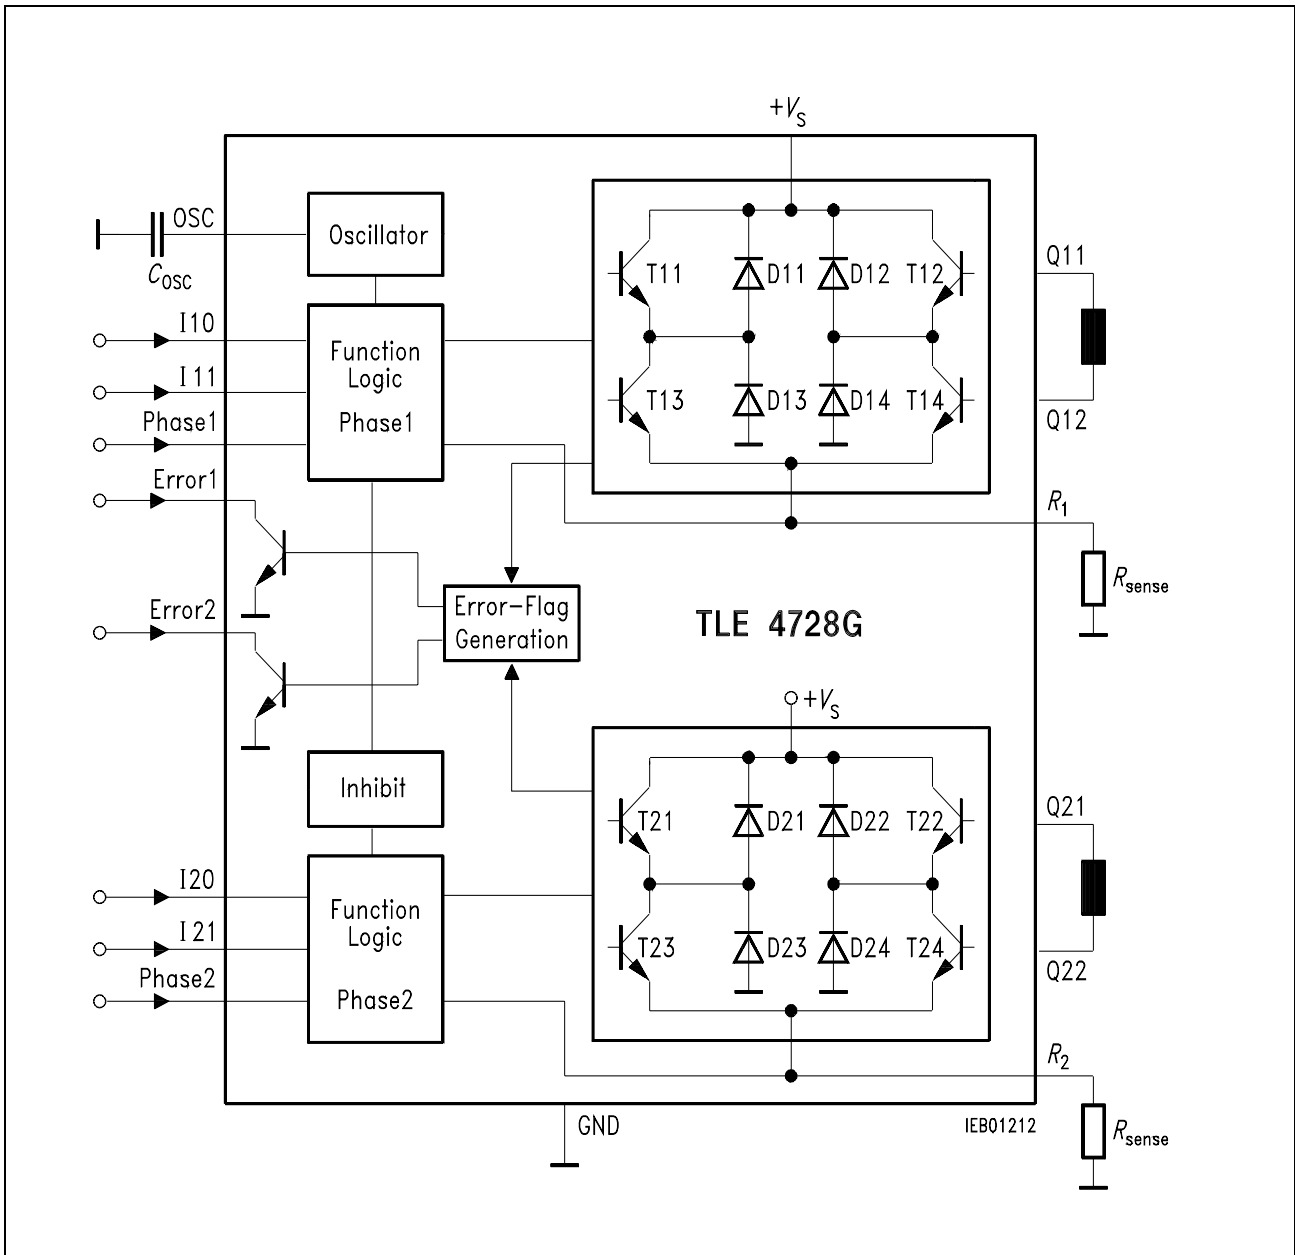 +VS
OSC
COSC
Oscillator
I10
I11
Phase1
Function
Logic
Phase1
Error1
Error2
T11
D11
D12
T12
T13
D13
D14
T14
Q11
Q12
R1
Rsense
Error-Flag
Generation
TLE 4728G
+VS
Inhibit
I20
I21
Phase2
Function
Logic
Phase2
T21
D21
D22
T22
T23
D23
D24
T24
Q21
Q22
R2
Rsense
GND
IEB01212